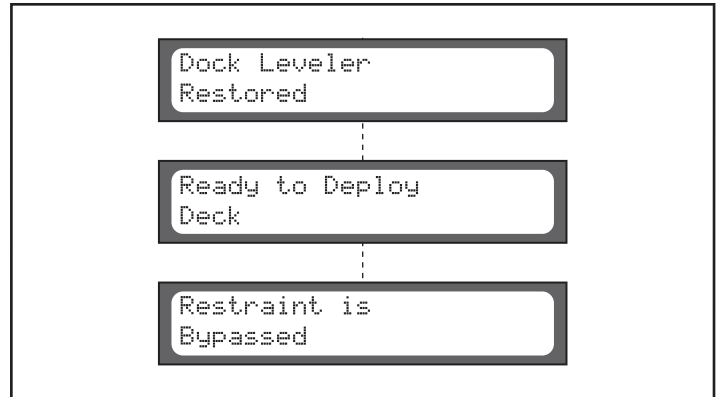 Dock Leveler
Restored
Ready to Deploy
Deck
Restraint is
Bypassed